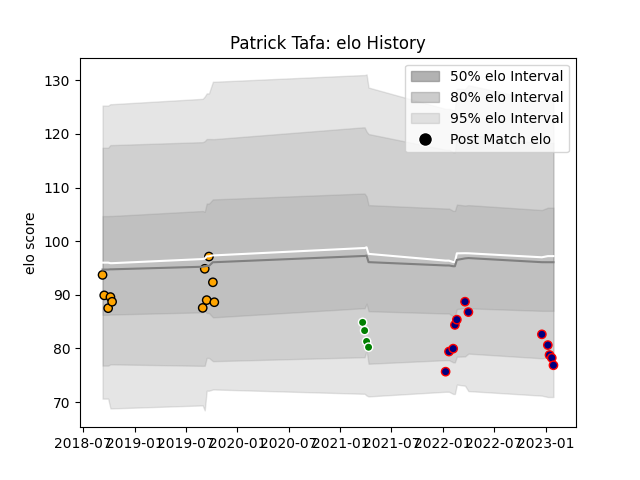 Patrick Tafa: elo History
50% elo Interval
80% elo Interval
95% elo Interval
Post Match elo
elo score
130
120
110
100
90
80
70
2018-07 2019-01 2019-07 2020-01 2020-07 2021-01 2021-07 2022-01 2022-07 2023-01